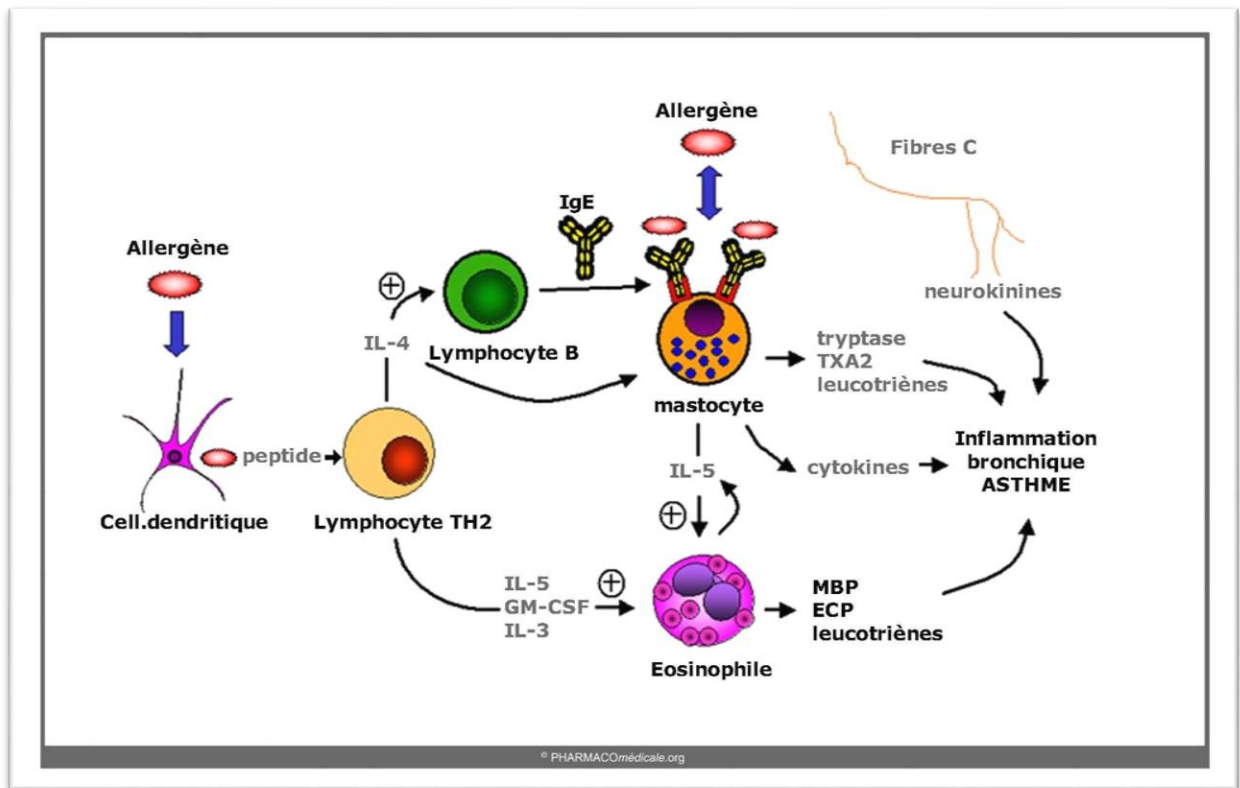 Allergène
Fibres C
IgE
Allergène
neurokinines
IL-4
Lymphocyte B
tryptase
TXA2
leucotriènes
mastocyte
Inflammation
bronchique
ASTHME
peptide
IL-5
cytokines
Cell.dendritique
Lymphocyte TH2
IL-5
GM-CSF
IL-3
MBP
ECP
leucotriènes
Eosinophile
© PHARMACOmédicale.org